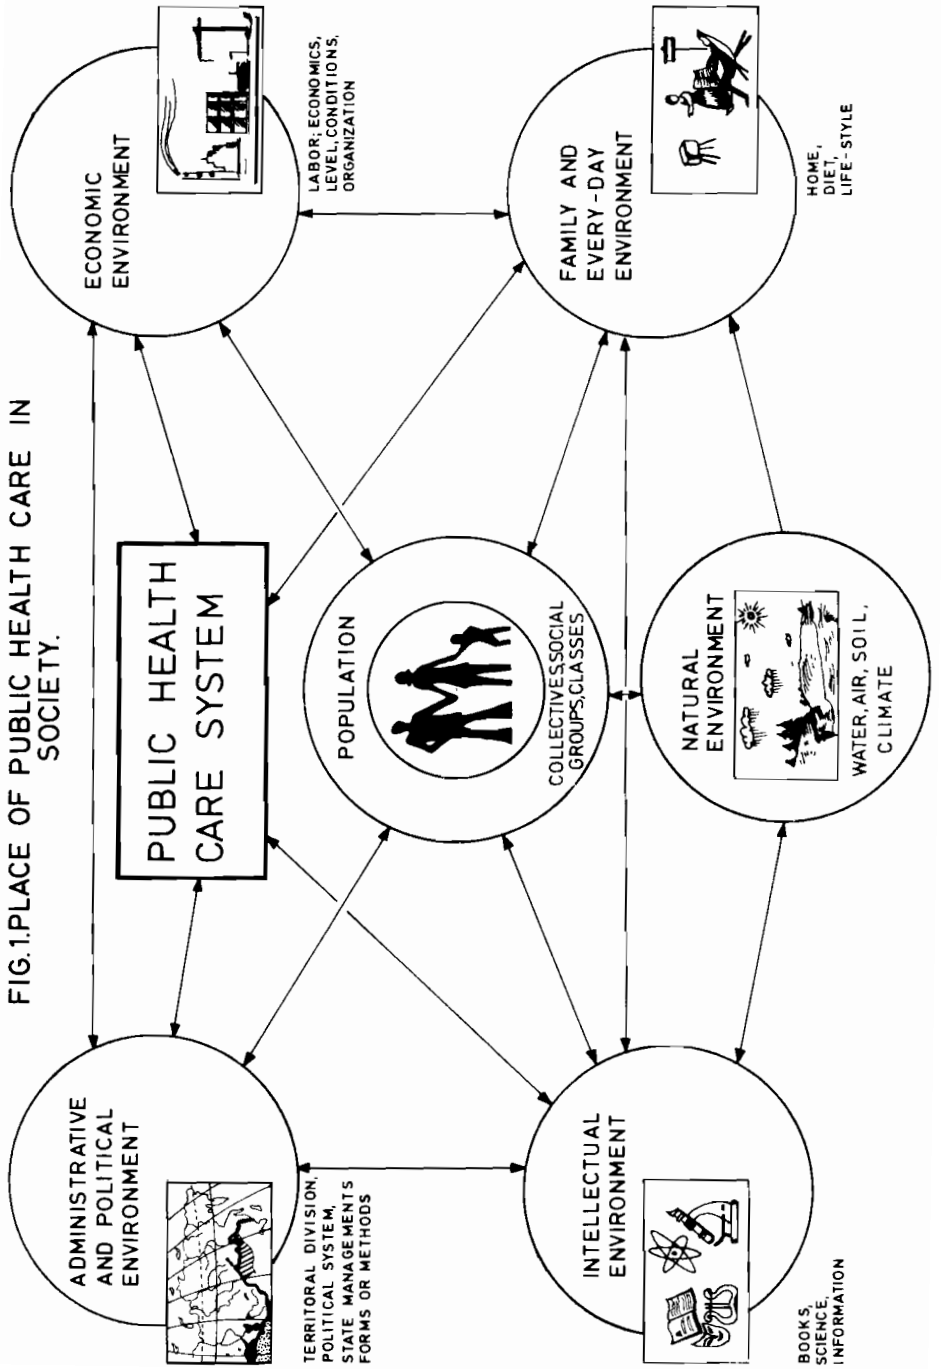 FIG.1.PLACE OF PUBLIC HEALTH CARE IN
SOCIETY.
ADMINISTRATIVE
AND POLITICAL
ENVIRONMENT
TERRITORAL DIVISION,
POLITICAL SYSTEM,
STATE MANAGEMENTS
FORMS OR METHODS
PUBLIC HEALTH
CARE SYSTEM
ECONOMIC
ENVIRONMENT
LABOR; ECONOMICS,
LEVEL, CONDITIONS,
ORGANIZATION
POPULATION
COLLECTIVES,SOCIAL
GROUPS,CLASSES
INTELLECTUAL
ENVIRONMENT
BOOKS,
SCIENCE,
INFORMATION
NATURAL
ENVIRONMENT
WATER, AIR, SOIL,
CLIMATE
FAMILY AND
EVERY-DAY
ENVIRONMENT
HOME,
DIET,
LIFE-STYLE